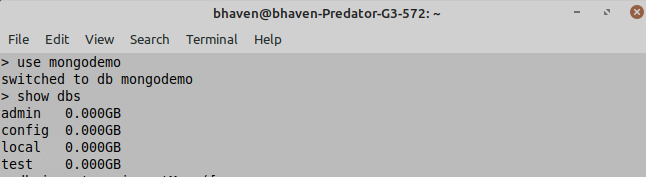 bhaven@bhaven-Predator-G3-572: ~
File Edit View Search Terminal Help
> use mongodemo
switched to db mongodemo
> show dbs
admin   0.000GB
config  0.000GB
local   0.000GB
test    0.000GB